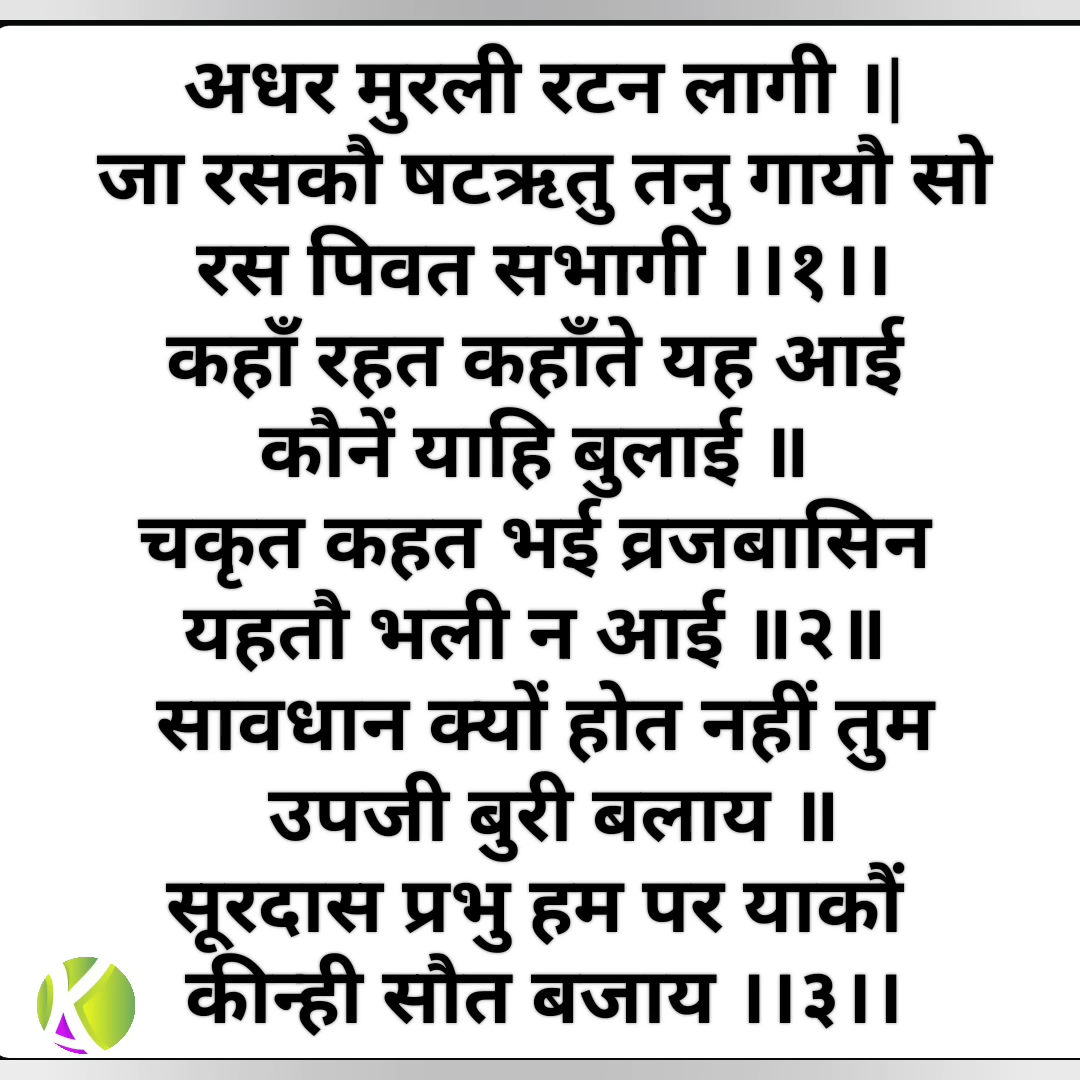 अधर मुरली रटन लागी ।|
जा रसकौ षटऋतु तनु गायौ सो
रस पिवत सभागी ।।१।।
कहाँ रहत कहाँते यह आई
कौनें याहि बुलाई ॥
चकृत कहत भई व्रजबासिन
यहतौ भली न आई ॥२॥
सावधान क्यों होत नहीं तुम
उपजी बुरी बलाय ॥
सूरदास प्रभु हम पर याकौं
कीन्ही सौत बजाय ।।३।।
K